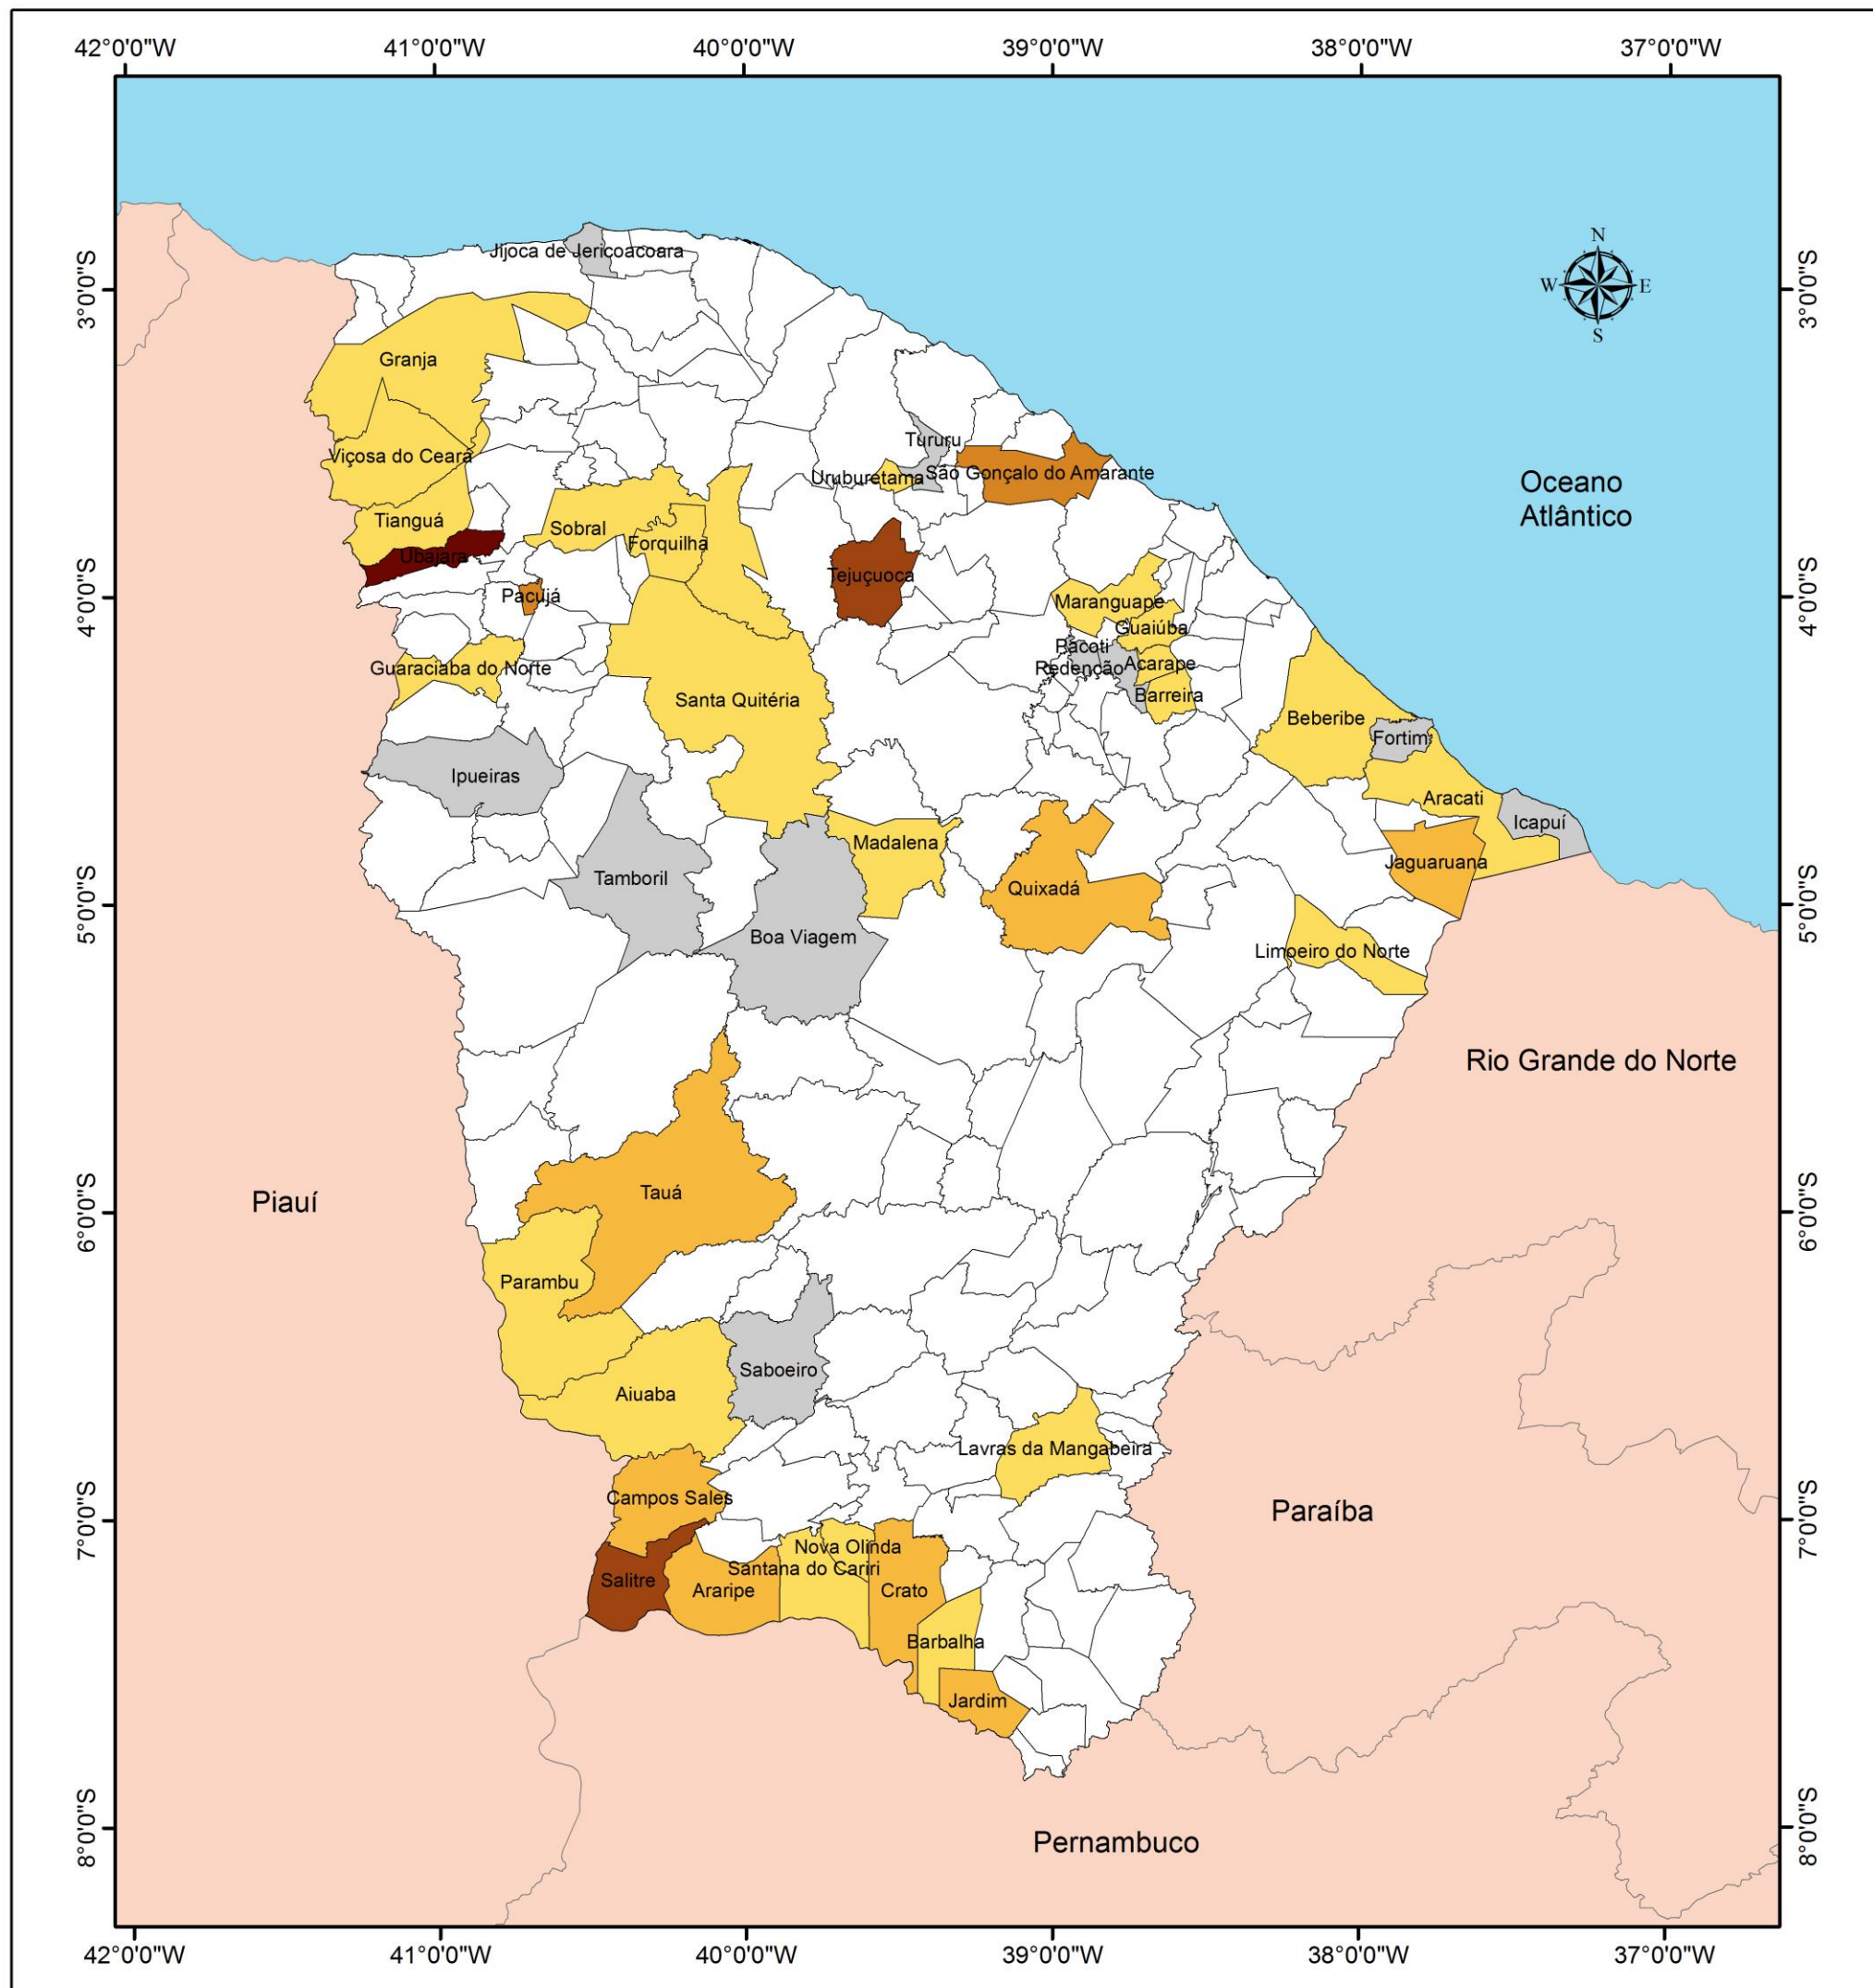 42°0'0"W 41°0'0"W 40°0'0"W 39°0'0"W 38°0'0"W 37°0'0"W
N
W E
S
3°0'0"S 3°0'0"S
Jijoca de Jericoacoara
Granja
Tururu
Viçosa do Ceará
Uruburetama
São Gonçalo do Amarante
Oceano
Atlântico
Tianguá
Sobral
Forquilha
Ubajara
Tejuçuoca
4°0'0"S 4°0'0"S
Pacujá
Maranguape
Guaiúba
Pacoti
Redenção
Acarape
Guaraciaba do Norte
Barreira
Santa Quitéria
Beberibe
Fortim
Ipueiras
Aracati
Icapuí
Madalena
Jaguaruana
Tamboril
Quixadá
5°0'0"S 5°0'0"S
Boa Viagem
Limoeiro do Norte
Rio Grande do Norte
Tauá
Piauí
6°0'0"S 6°0'0"S
Parambu
Saboeiro
Aiuaba
Lavras da Mangabeira
Campos Sales
Paraíba
7°0'0"S 7°0'0"S
Nova Olinda
Santana do Cariri
Salitre
Araripe
Crato
Barbalha
Jardim
8°0'0"S 8°0'0"S
Pernambuco
42°0'0"W 41°0'0"W 40°0'0"W 39°0'0"W 38°0'0"W 37°0'0"W